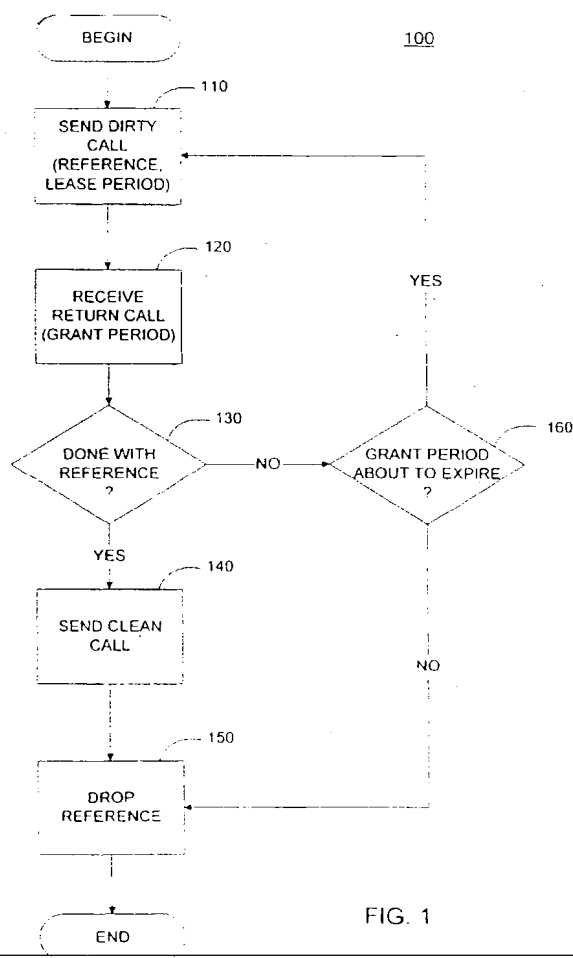 BEGIN
100
110
SEND DIRTY
CALL
(REFERENCE,
LEASE PERIOD)
120
RECEIVE
RETURN CALL
(GRANT PERIOD)
YES
130
DONE WITH
REFERENCE
?
NO
160
GRANT PERIOD
ABOUT TO EXPIRE
?
YES
140
SEND CLEAN
CALL
NO
150
DROP
REFERENCE
END
FIG. 1